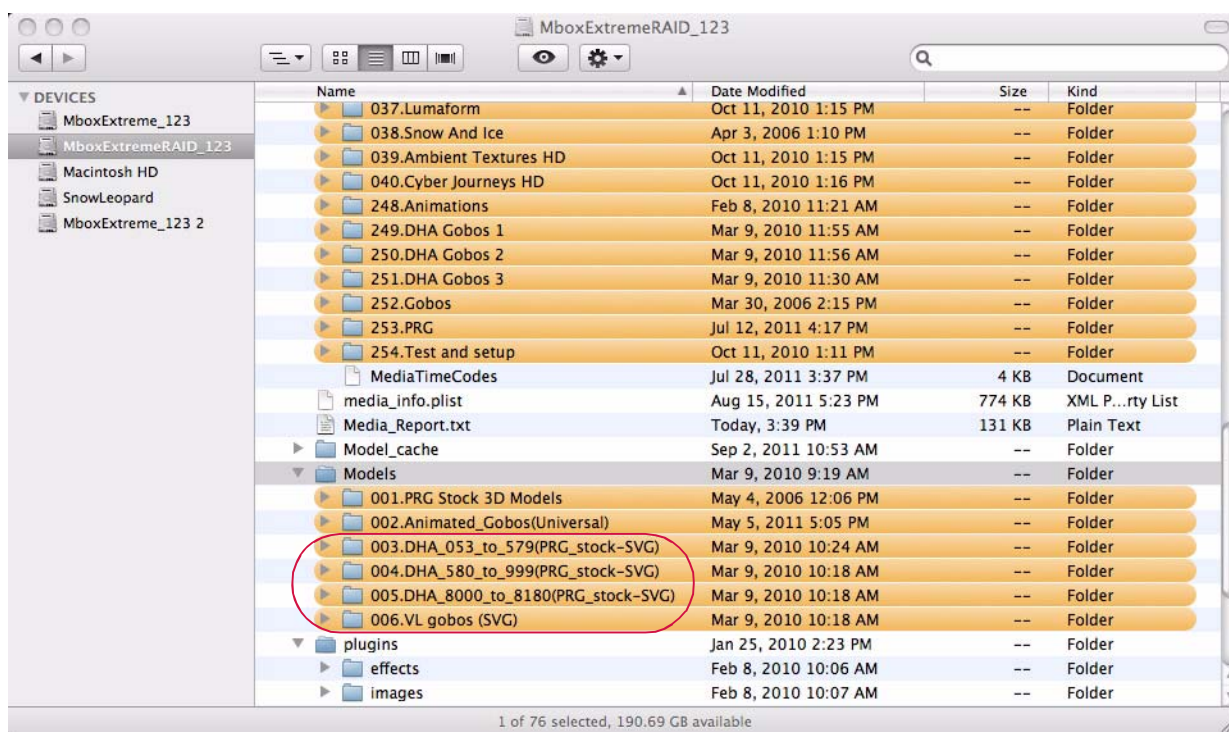 MboxExtremeRAID_123
DEVICES
MboxExtreme_123
MboxExtremeRAID_123
Macintosh HD
SnowLeopard
MboxExtreme_123 2
Name Date Modified Size Kind
037.Lumaform Oct 11, 2010 1:15 PM -- Folder
038.Snow And Ice Apr 3, 2006 1:10 PM -- Folder
039.Ambient Textures HD Oct 11, 2010 1:15 PM -- Folder
040.Cyber Journeys HD Oct 11, 2010 1:16 PM -- Folder
248.Animations Feb 8, 2010 11:21 AM -- Folder
249.DHA Gobos 1 Mar 9, 2010 11:55 AM -- Folder
250.DHA Gobos 2 Mar 9, 2010 11:56 AM -- Folder
251.DHA Gobos 3 Mar 9, 2010 11:30 AM -- Folder
252.Gobos Mar 30, 2006 2:15 PM -- Folder
253.PRG Jul 12, 2011 4:17 PM -- Folder
254.Test and setup Oct 11, 2010 1:11 PM -- Folder
MediaTimeCodes Jul 28, 2011 3:37 PM 4 KB Document
media_info.plist Aug 15, 2011 5:23 PM 774 KB XML P...rty List
Media_Report.txt Today, 3:39 PM 131 KB Plain Text
Model_cache Sep 2, 2011 10:53 AM -- Folder
Models Mar 9, 2010 9:19 AM -- Folder
001.PRG Stock 3D Models May 4, 2006 12:06 PM -- Folder
002.Animated_Gobos(Universal) May 5, 2011 5:05 PM -- Folder
003.DHA_053_to_579(PRG_stock-SVG) Mar 9, 2010 10:24 AM -- Folder
004.DHA_580_to_999(PRG_stock-SVG) Mar 9, 2010 10:18 AM -- Folder
005.DHA_8000_to_8180(PRG_stock-SVG) Mar 9, 2010 10:18 AM -- Folder
006.VL gobos (SVG) Mar 9, 2010 10:18 AM -- Folder
plugins Jan 25, 2010 2:23 PM -- Folder
effects Feb 8, 2010 10:06 AM -- Folder
images Feb 8, 2010 10:07 AM -- Folder
1 of 76 selected, 190.69 GB available